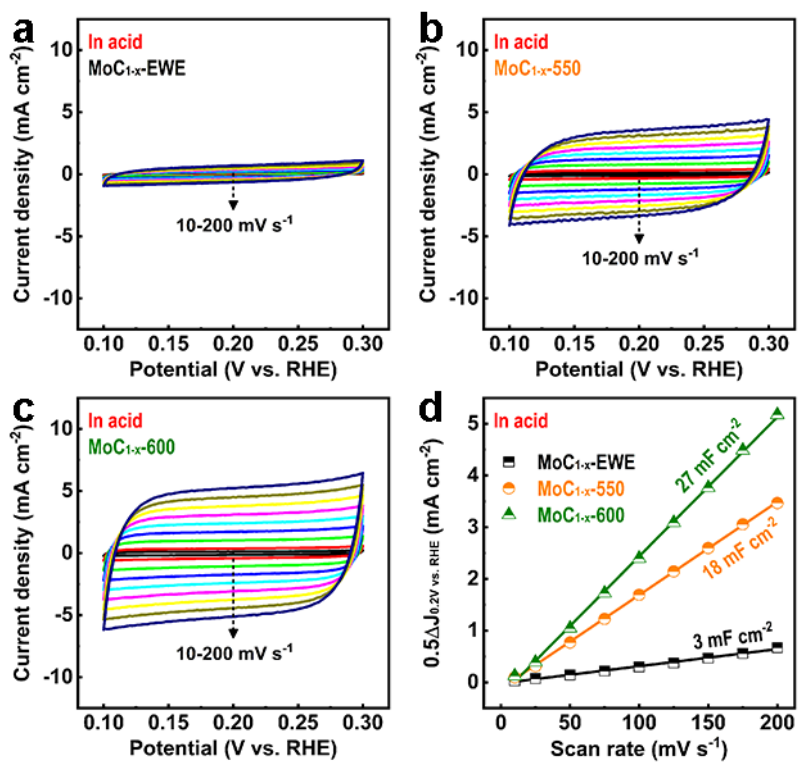 a
In acid
MoC1-x-EWE
10
5
0
-5
-10
Current density (mA cm-2)
10-200 mV s-1
0.10 0.15 0.20 0.25 0.30
Potential (V vs. RHE)
b
In acid
MoC1-x-550
10
5
0
-5
-10
Current density (mA cm-2)
10-200 mV s-1
0.10 0.15 0.20 0.25 0.30
Potential (V vs. RHE)
c
In acid
MoC1-x-600
10
5
0
-5
-10
Current density (mA cm-2)
10-200 mV s-1
0.10 0.15 0.20 0.25 0.30
Potential (V vs. RHE)
d
In acid
MoC1-x-EWE
MoC1-x-550
MoC1-x-600
27 mF cm-2
18 mF cm-2
3 mF cm-2
5
4
3
2
1
0
0.5ΔJ0.2V vs. RHE (mA cm-2)
0 50 100 150 200
Scan rate (mV s-1)